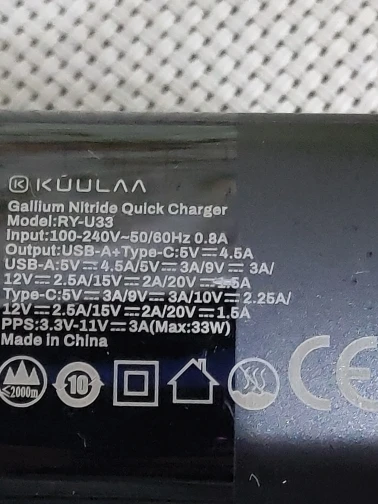 KUULAA
Gallium Nitride Quick Charger
Model:RY-U33
Input:100-240V~50/60Hz 0.8A
Output:USB-A+Type-C:5V⎓4.5A
USB-A:5V⎓4.5A/5V⎓3A/9V⎓3A/
12V⎓2.5A/15V⎓2A/20V⎓1.5A
Type-C:5V⎓3A/9V⎓3A/10V⎓2.25A/
12V⎓2.5A/15V⎓2A/20V⎓1.5A
PPS:3.3V-11V⎓3A(Max:33W)
Made in China
≤2000m 10 CE